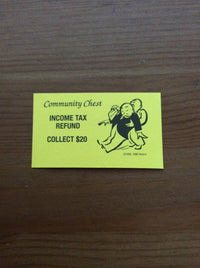 Community Chest
INCOME TAX
REFUND
COLLECT $20